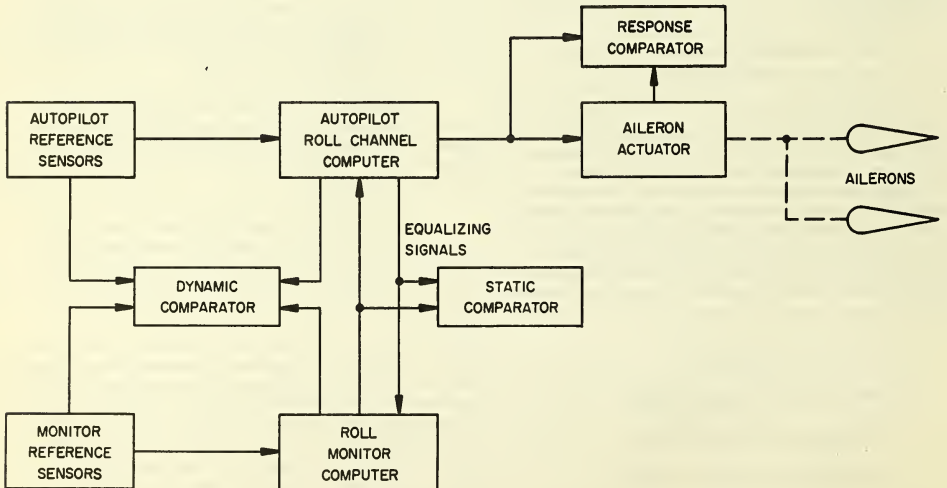 RESPONSE
COMPARATOR
AUTOPILOT
REFERENCE
SENSORS
AUTOPILOT
ROLL CHANNEL
COMPUTER
AILERON
ACTUATOR
AILERONS
EQUALIZING
SIGNALS
DYNAMIC
COMPARATOR
STATIC
COMPARATOR
MONITOR
REFERENCE
SENSORS
ROLL
MONITOR
COMPUTER